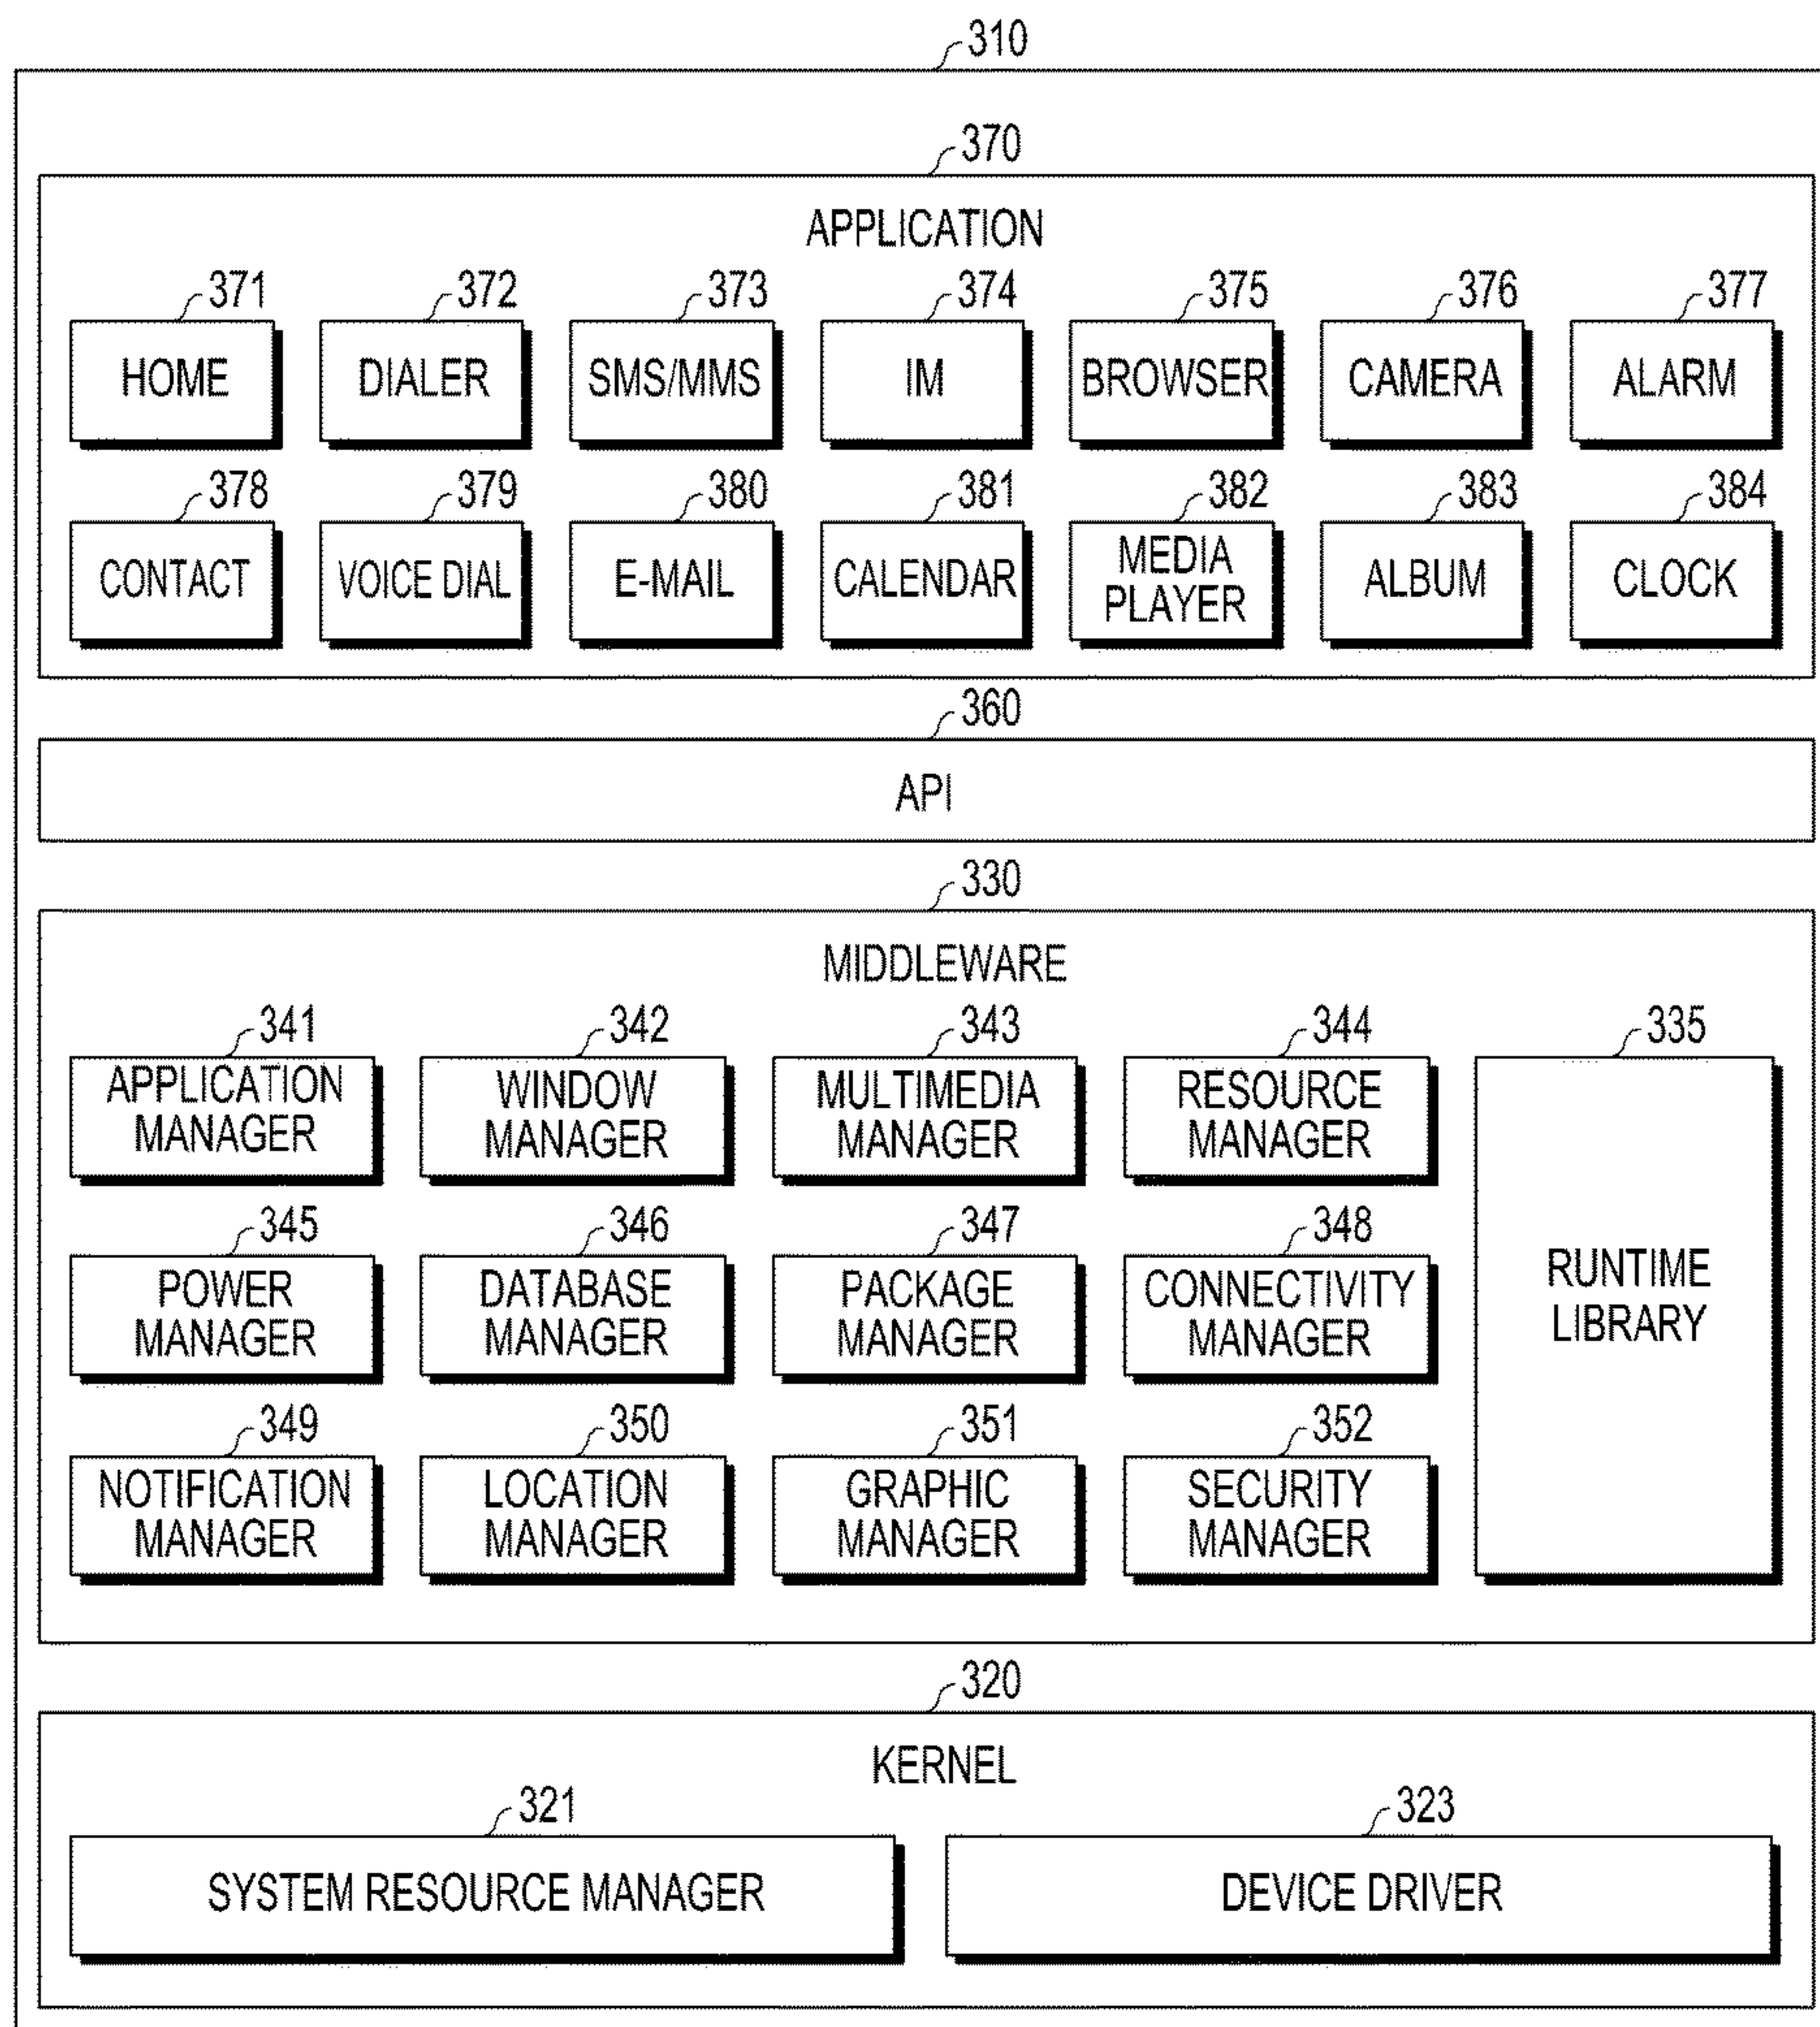 310
370
APPLICATION
371 372 373 374 375 376 377
HOME DIALER SMS/MMS IM BROWSER CAMERA ALARM
378 379 380 381 382 383 384
CONTACT VOICE DIAL E-MAIL CALENDAR MEDIA PLAYER ALBUM CLOCK
360
API
330
MIDDLEWARE
341 342 343 344 335
APPLICATION MANAGER WINDOW MANAGER MULTIMEDIA MANAGER RESOURCE MANAGER
345 346 347 348
POWER MANAGER DATABASE MANAGER PACKAGE MANAGER CONNECTIVITY MANAGER RUNTIME LIBRARY
349 350 351 352
NOTIFICATION MANAGER LOCATION MANAGER GRAPHIC MANAGER SECURITY MANAGER
320
KERNEL
321 323
SYSTEM RESOURCE MANAGER DEVICE DRIVER